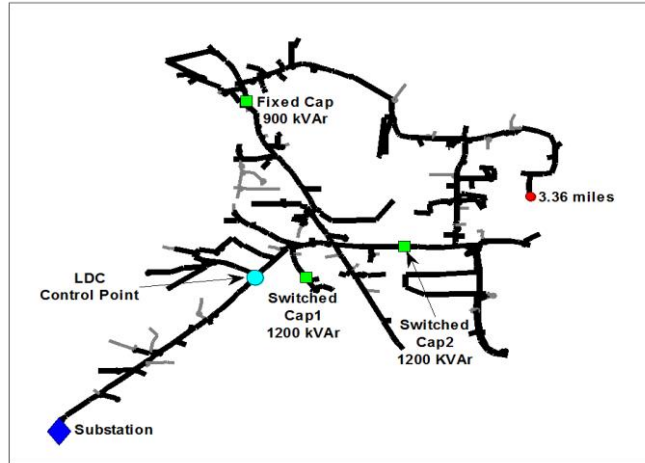 Fixed Cap
900 kVAr
3.36 miles
LDC
Control Point
Switched
Cap1
1200 kVAr
Switched
Cap2
1200 KVAr
Substation